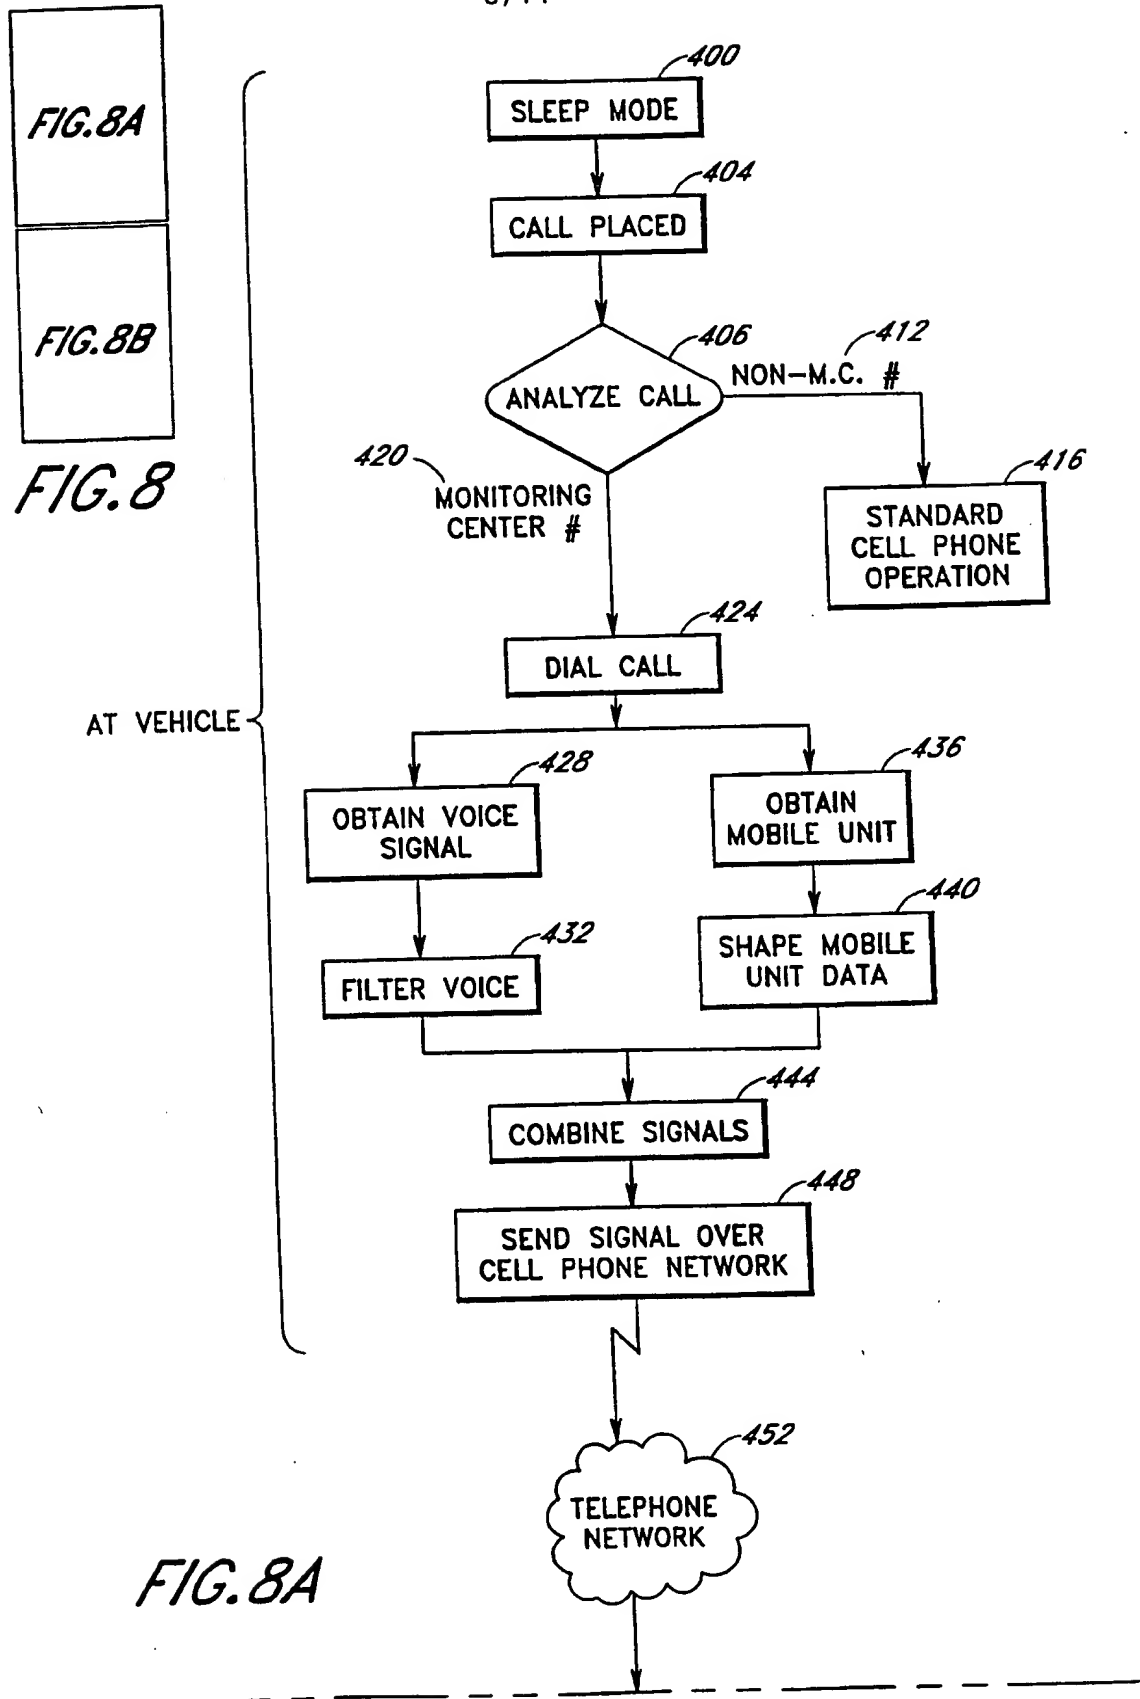 FIG.8A
FIG.8B
FIG.8
400
SLEEP MODE
404
CALL PLACED
406
ANALYZE CALL
412
NON-M.C. #
416
STANDARD
CELL PHONE
OPERATION
420
MONITORING
CENTER #
424
DIAL CALL
AT VEHICLE
428
OBTAIN VOICE
SIGNAL
436
OBTAIN
MOBILE UNIT
432
FILTER VOICE
440
SHAPE MOBILE
UNIT DATA
444
COMBINE SIGNALS
448
SEND SIGNAL OVER
CELL PHONE NETWORK
452
TELEPHONE
NETWORK
FIG.8A